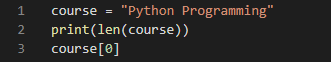 1 course = "Python Programming"
2 print(len(course))
3 course[0]